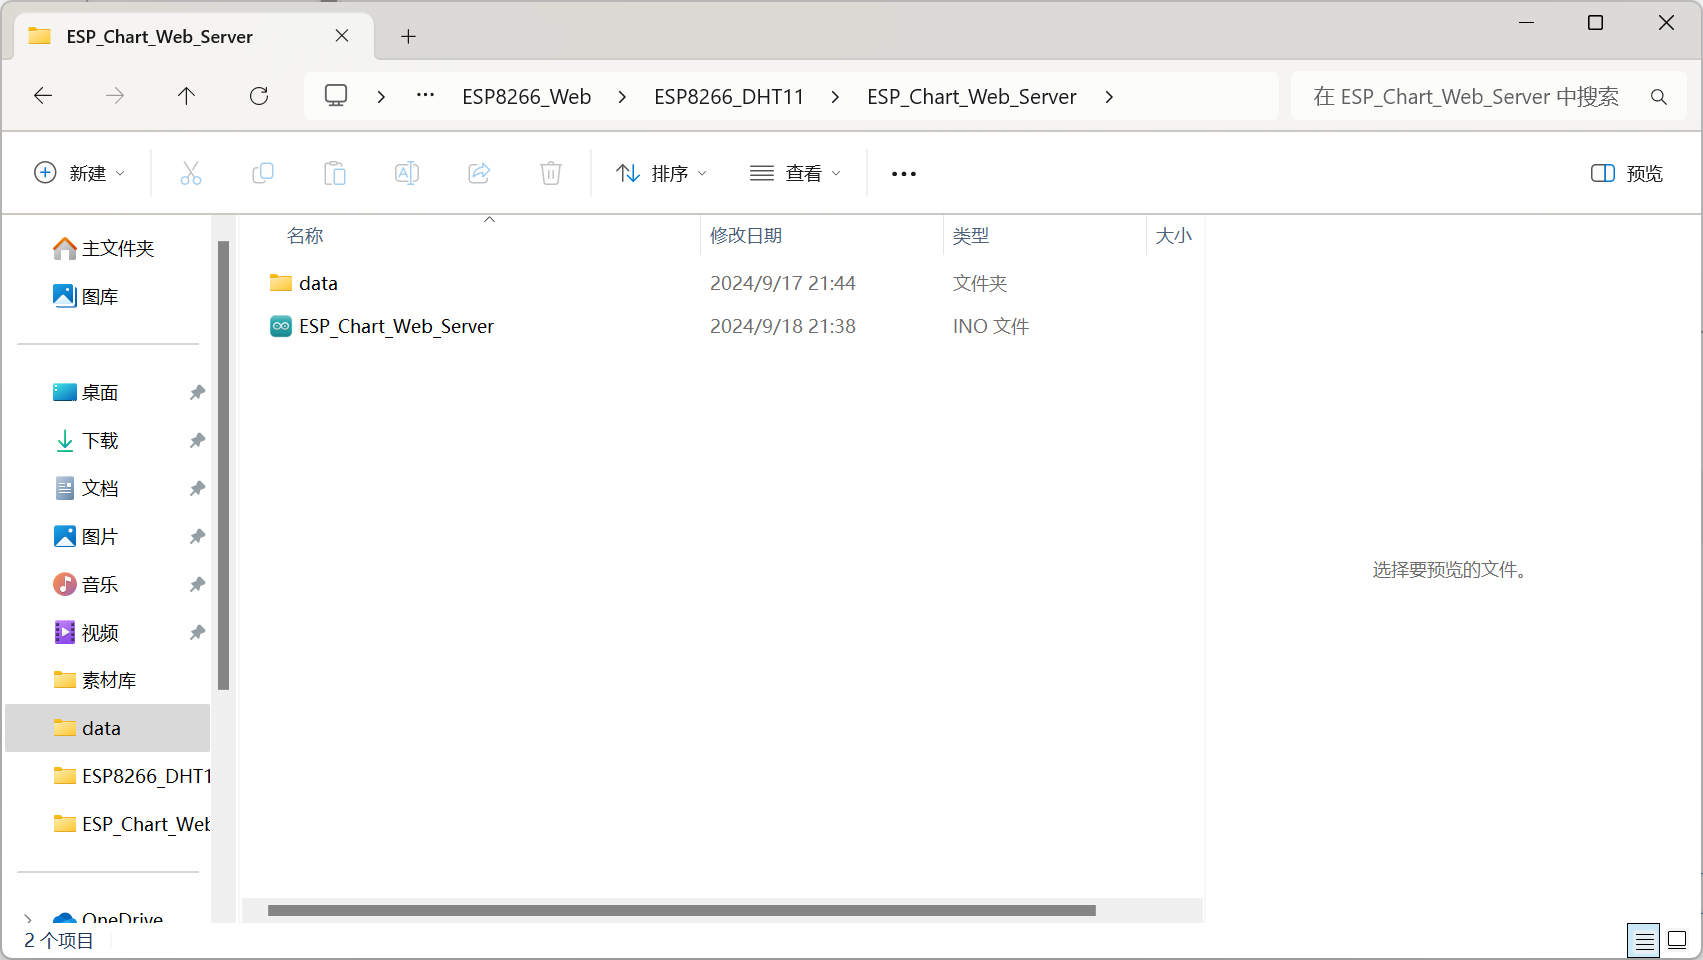 ESP_Chart_Web_Server
ESP8266_Web
ESP8266_DHT11
ESP_Chart_Web_Server
在 ESP_Chart_Web_Server 中搜索
新建
排序
查看
预览
主文件夹
图库
桌面
下载
文档
图片
音乐
视频
素材库
data
ESP8266_DHT1
ESP_Chart_Web
OneDrive
名称
修改日期
类型
大小
data
2024/9/17 21:44
文件夹
ESP_Chart_Web_Server
2024/9/18 21:38
INO 文件
选择要预览的文件。
2 个项目